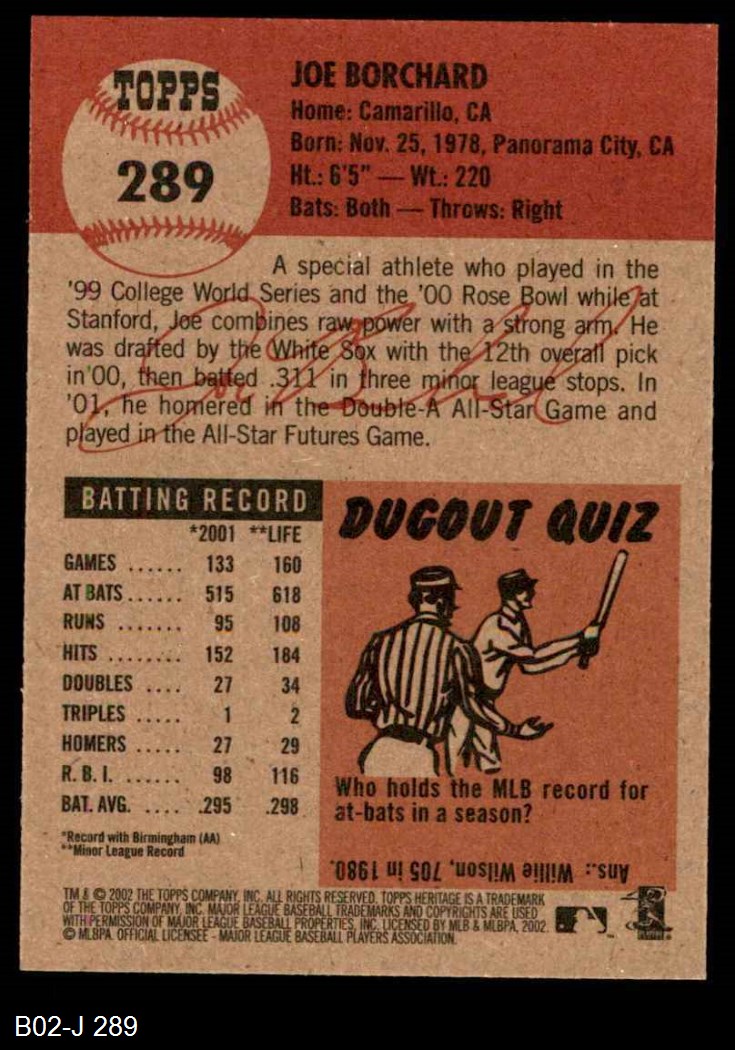 TOPPS
289
JOE BORCHARD
Home: Camarillo, CA
Born: Nov. 25, 1978, Panorama City, CA
Ht.: 6'5" — Wt.: 220
Bats: Both — Throws: Right
A special athlete who played in the
'99 College World Series and the '00 Rose Bowl while at
Stanford, Joe combines raw power with a strong arm. He
was drafted by the White Sox with the 12th overall pick
in'00, then batted .311 in three minor league stops. In
'01, he homered in the Double-A All-Star Game and
played in the All-Star Futures Game.
BATTING RECORD
*2001 **LIFE
GAMES ...... 133 160
AT BATS ...... 515 618
RUNS ....... 95 108
HITS ........ 152 184
DOUBLES .... 27 34
TRIPLES ..... 1 2
HOMERS ..... 27 29
R.B.I. ...... 98 116
BAT. AVG. .... .295 .298
*Record with Birmingham (AA)
**Minor League Record
DUGOUT QUIZ
Who holds the MLB record for
at-bats in a season?
Ans.: Willie Wilson, 705 in 1980.
TM & © 2002 THE TOPPS COMPANY, INC. ALL RIGHTS RESERVED. TOPPS HERITAGE IS A TRADEMARK
OF THE TOPPS COMPANY, INC. MAJOR LEAGUE BASEBALL TRADEMARKS AND COPYRIGHTS ARE USED
WITH PERMISSION OF MAJOR LEAGUE BASEBALL PROPERTIES, INC. LICENSED BY MLB & MLBPA, 2002.
© MLBPA. OFFICIAL LICENSEE - MAJOR LEAGUE BASEBALL PLAYERS ASSOCIATION.
B02-J 289